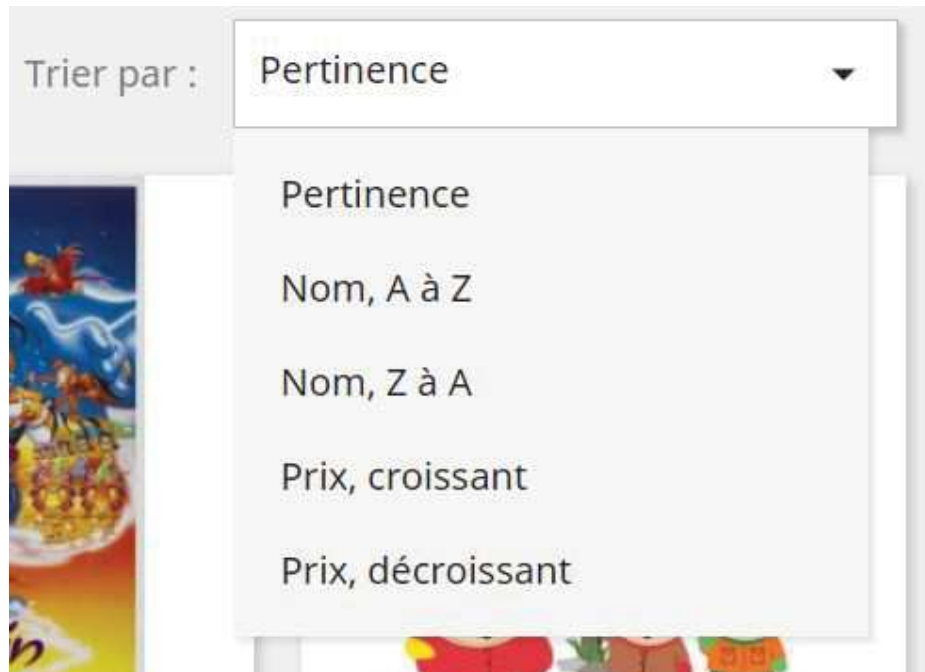 Trier par :
Pertinence
Pertinence
Nom, A à Z
Nom, Z à A
Prix, croissant
Prix, décroissant